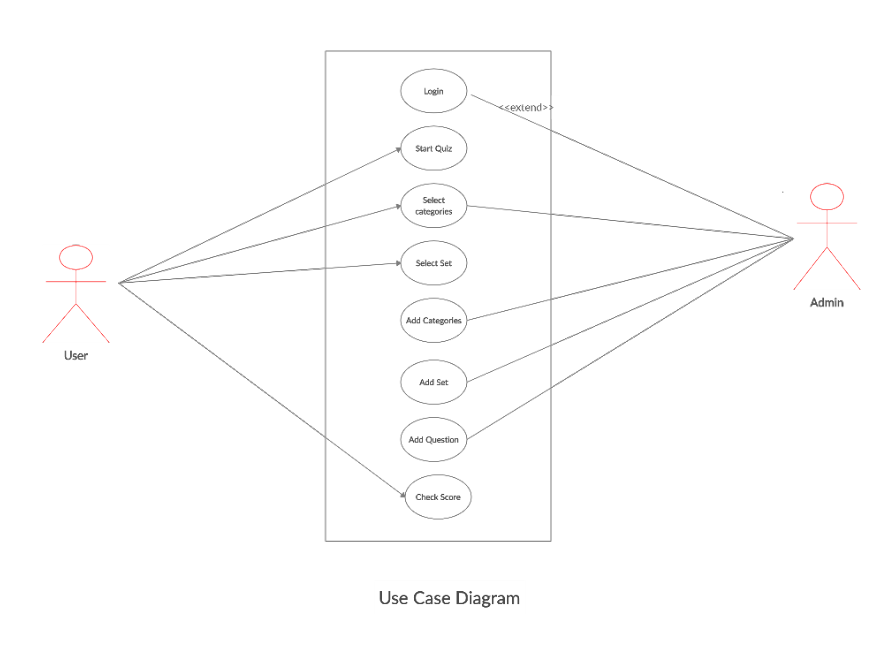 Login
<<extend>>
Start Quiz
Select
categories
Select Set
Add Categories
Add Set
Add Question
Check Score
User
Admin
Use Case Diagram